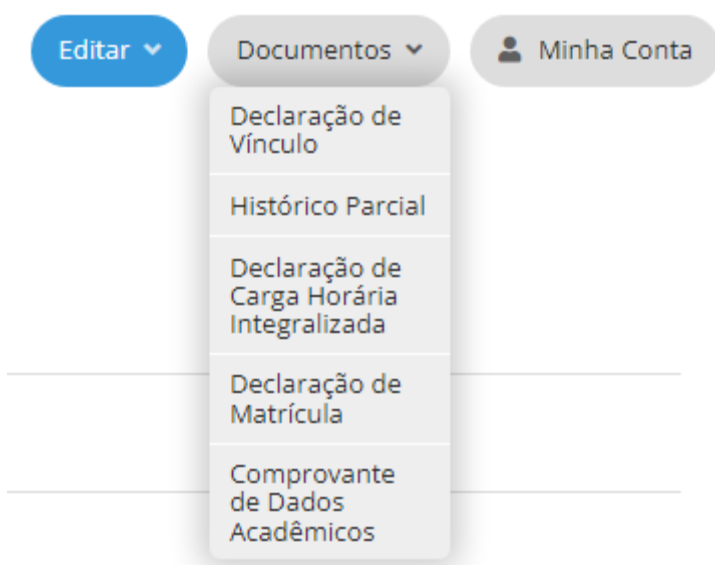 Editar
Documentos
Minha Conta
Declaração de
Vínculo
Histórico Parcial
Declaração de
Carga Horária
Integralizada
Declaração de
Matrícula
Comprovante
de Dados
Acadêmicos